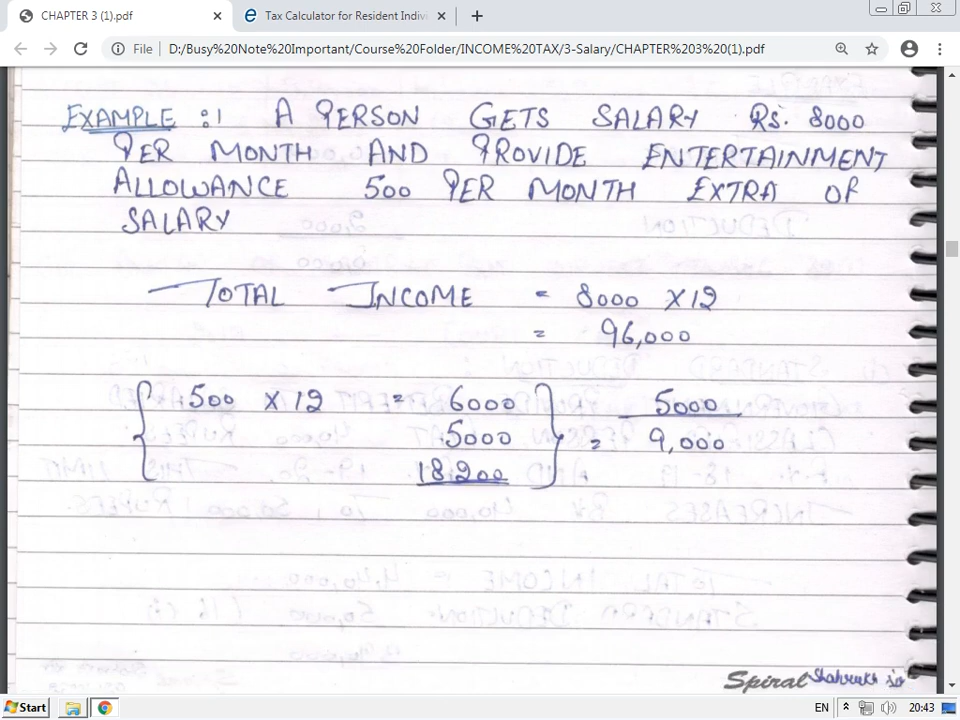 CHAPTER 3 (1).pdf
Tax Calculator for Resident Indivi
File D:/Busy%20Note%20Important/Course%20Folder/INCOME%20TAX/3-Salary/CHAPTER%203%20(1).pdf
EXAMPLE :1 A PERSON GETS SALARY RS. 8000
PER MONTH AND PROVIDE ENTERTAINMENT
ALLOWANCE 500 PER MONTH EXTRA OF
SALARY
TOTAL INCOME = 8000 X 12
= 96,000
500 X 12 = 6000 5000
5000 = 9,000
18200
Spiral
Start
EN 20:43